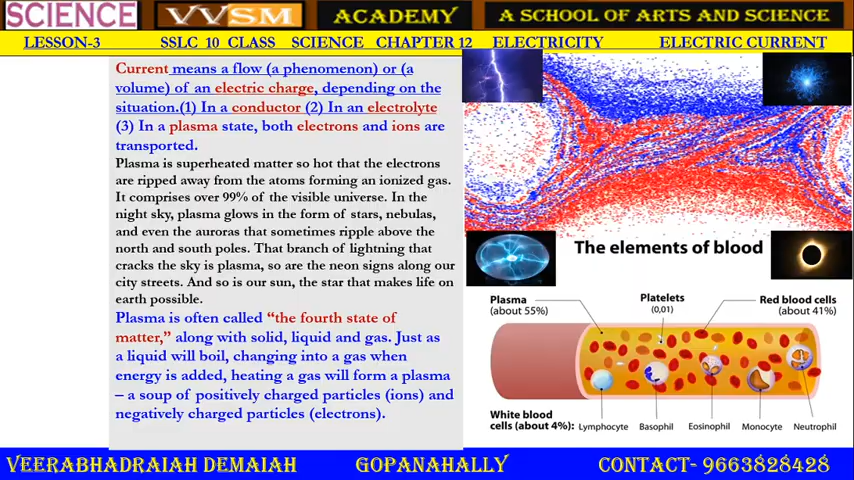 SCIENCE VVSM ACADEMY A SCHOOL OF ARTS AND SCIENCE
LESSON-3 SSLC 10 CLASS SCIENCE CHAPTER 12 ELECTRICITY ELECTRIC CURRENT
Current means a flow (a phenomenon) or (a
volume) of an electric charge, depending on the
situation.(1) In a conductor (2) In an electrolyte
(3) In a plasma state, both electrons and ions are
transported.
Plasma is superheated matter so hot that the electrons
are ripped away from the atoms forming an ionized gas.
It comprises over 99% of the visible universe. In the
night sky, plasma glows in the form of stars, nebulas,
and even the auroras that sometimes ripple above the
north and south poles. That branch of lightning that
cracks the sky is plasma, so are the neon signs along our
city streets. And so is our sun, the star that makes life on
earth possible.
Plasma is often called “the fourth state of
matter,” along with solid, liquid and gas. Just as
a liquid will boil, changing into a gas when
energy is added, heating a gas will form a plasma
– a soup of positively charged particles (ions) and
negatively charged particles (electrons).
The elements of blood
Plasma
(about 55%)
Platelets
(0,01)
Red blood cells
(about 41%)
White blood
cells (about 4%): Lymphocyte Basophil Eosinophil Monocyte Neutrophil
VEERABHADRAIAH DEMAIAH GOPANAHALLY CONTACT- 9663828428